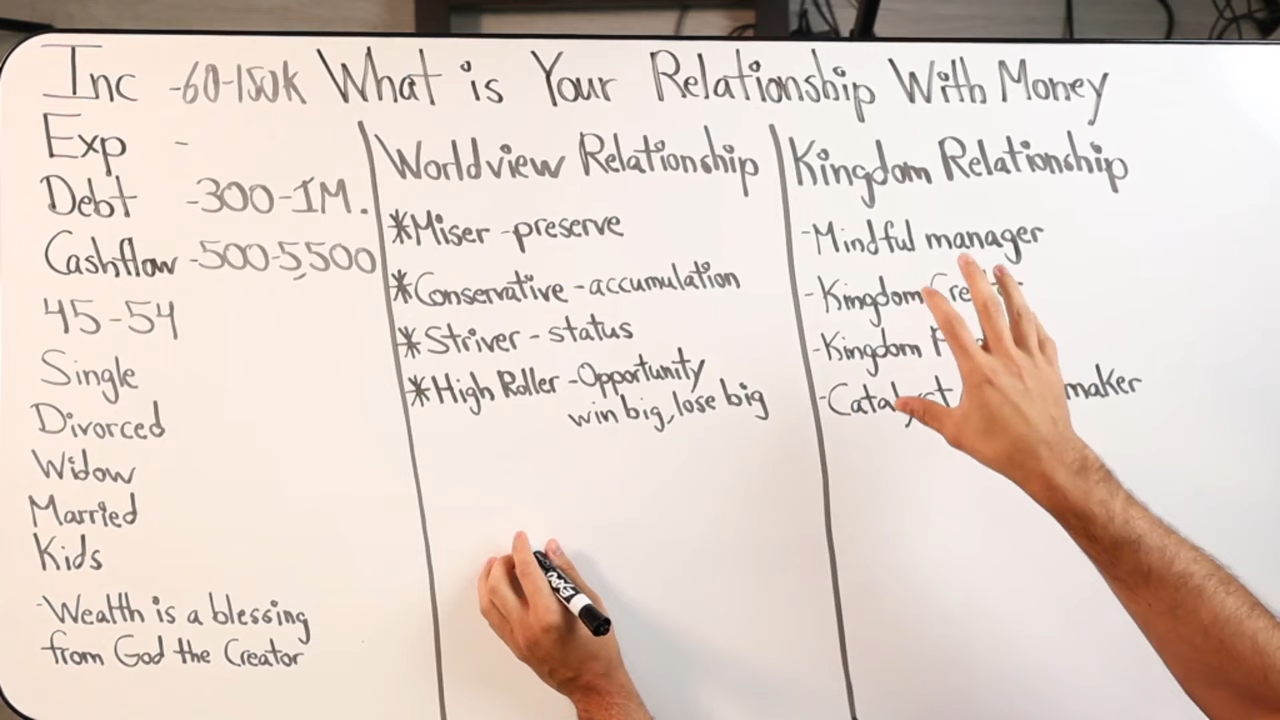 Inc -60-150k What is Your Relationship With Money
Exp -
Debt -300-1M.
Cashflow -500-5,500
45-54
Single
Divorced
Widow
Married
Kids
-Wealth is a blessing
from God the Creator
Worldview Relationship
*Miser -preserve
*Conservative -accumulation
*Striver - status
*High Roller -Opportunity
win big, lose big
Kingdom Relationship
-Mindful manager
-Kingdom
-Kingdom
-Catalyst maker
EXPO